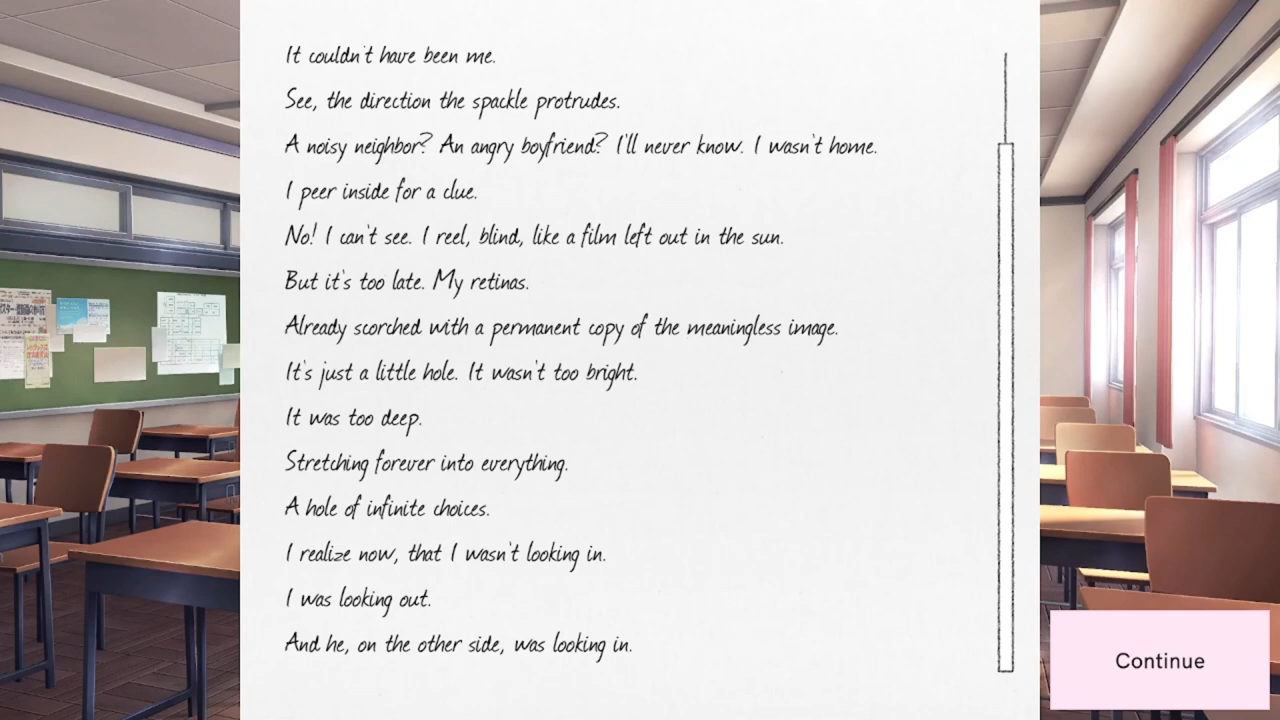 It couldn't have been me.
See, the direction the spackle protrudes.
A noisy neighbor? An angry boyfriend? I'll never know. I wasn't home.
I peer inside for a clue.
No! I can't see. I reel, blind, like a film left out in the sun.
But it's too late. My retinas.
Already scorched with a permanent copy of the meaningless image.
It's just a little hole. It wasn't too bright.
It was too deep.
Stretching forever into everything.
A hole of infinite choices.
I realize now, that I wasn't looking in.
I was looking out.
And he, on the other side, was looking in.
Continue